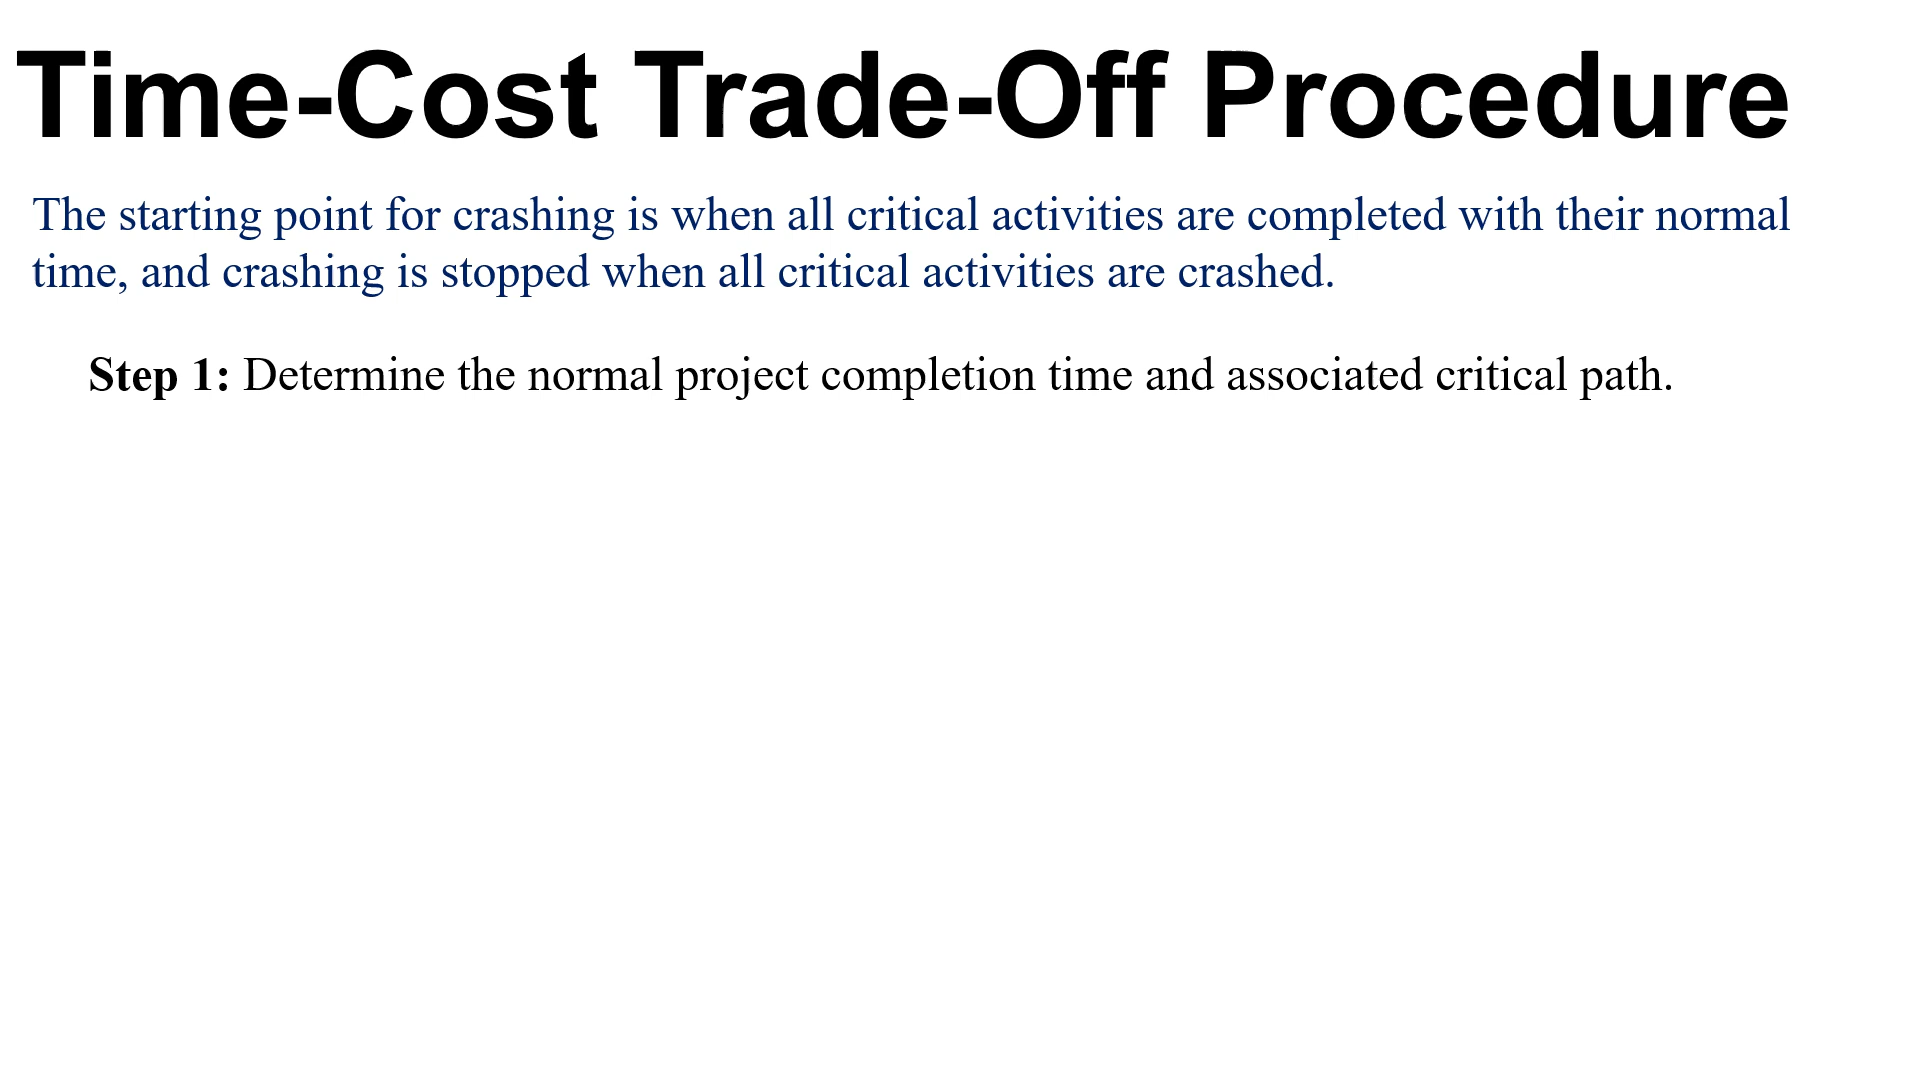 Time-Cost Trade-Off Procedure
The starting point for crashing is when all critical activities are completed with their normal
time, and crashing is stopped when all critical activities are crashed.
Step 1: Determine the normal project completion time and associated critical path.